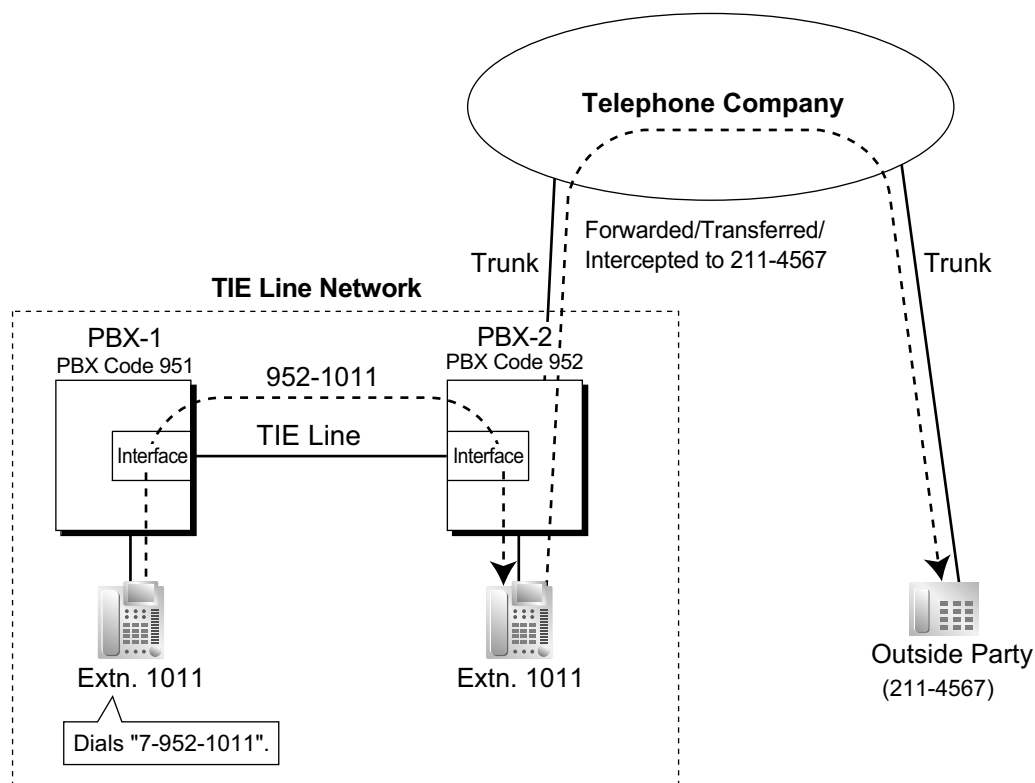 Telephone Company
Forwarded/Transferred/
Intercepted to 211-4567
Trunk
Trunk
TIE Line Network
PBX-1
PBX Code 951
PBX-2
PBX Code 952
952-1011
TIE Line
Interface
Interface
Extn. 1011
Extn. 1011
Outside Party
(211-4567)
Dials "7-952-1011".